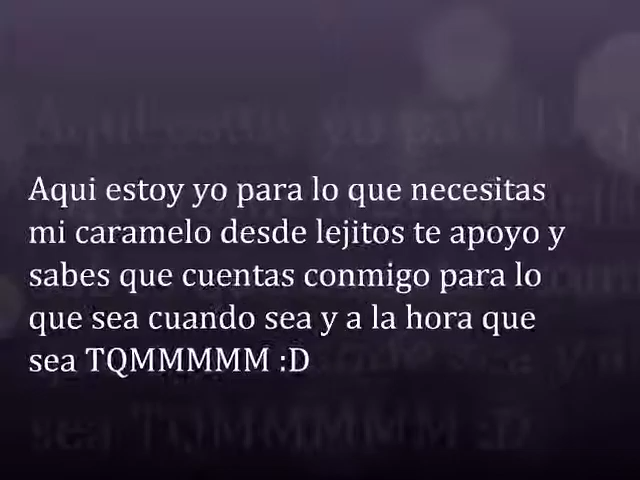 Aqui estoy yo para lo que necesitas
mi caramelo desde lejitos te apoyo y
sabes que cuentas conmigo para lo
que sea cuando sea y a la hora que
sea TQMMMMM :D